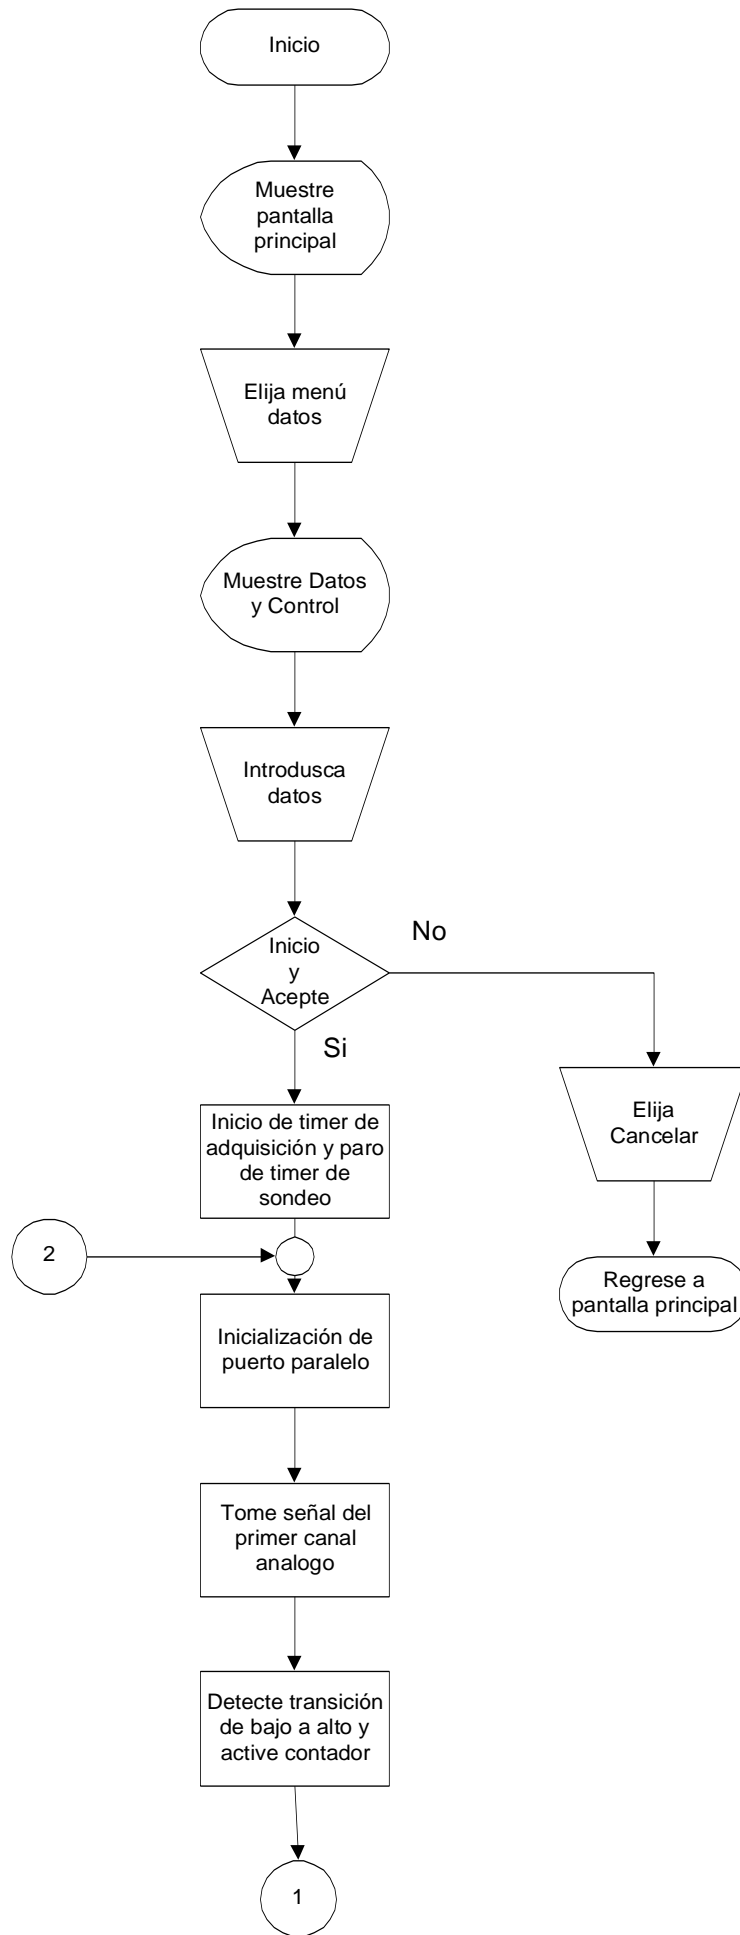 Inicio
Muestre
pantalla
principal
Elija menú
datos
Muestre Datos
y Control
Introdusca
datos
Inicio
y
Acepte
No
Si
Inicio de timer de
adquisición y paro
de timer de
sondeo
Elija
Cancelar
2
Regrese a
pantalla principal
Inicialización de
puerto paralelo
Tome señal del
primer canal
analogo
Detecte transición
de bajo a alto y
active contador
1